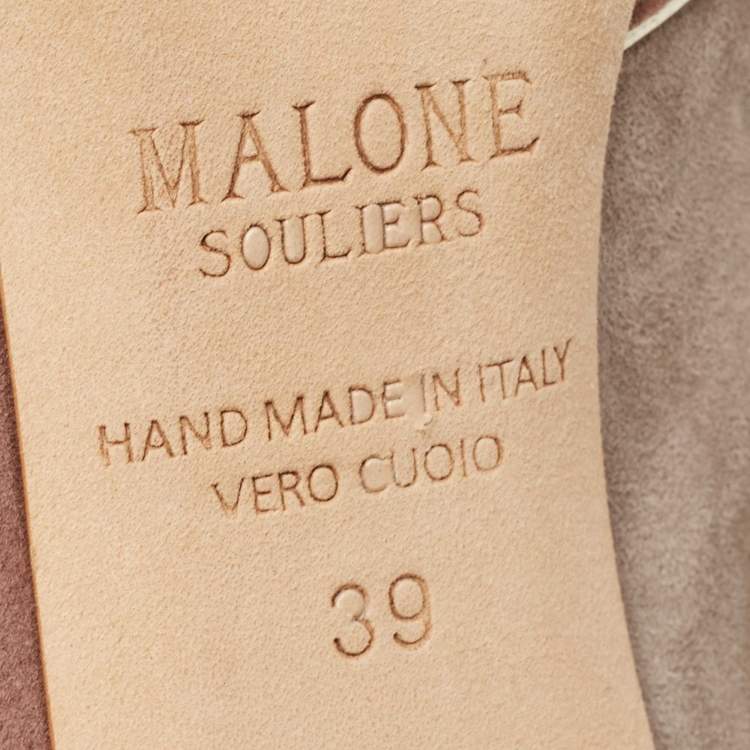 MALONE
SOULIERS
HAND MADE IN ITALY
VERO CUOIO
39